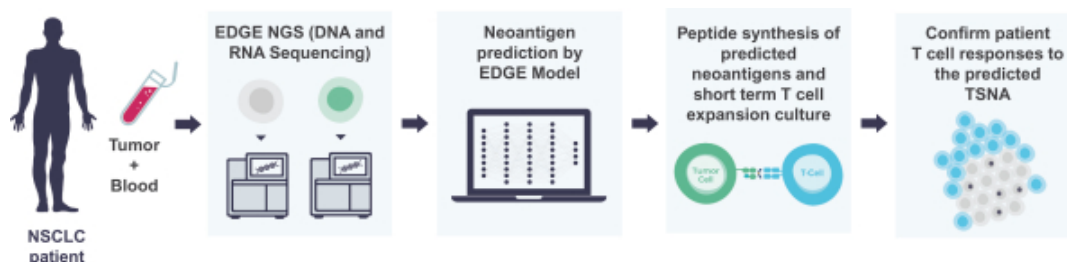 NSCLC
patient
Tumor
+
Blood
EDGE NGS (DNA and
RNA Sequencing)
Neoantigen
prediction by
EDGE Model
Peptide synthesis of
predicted
neoantigens and
short term T cell
expansion culture
Tumor
Cell
T-Cell
Confirm patient
T cell responses to
the predicted
TSNA